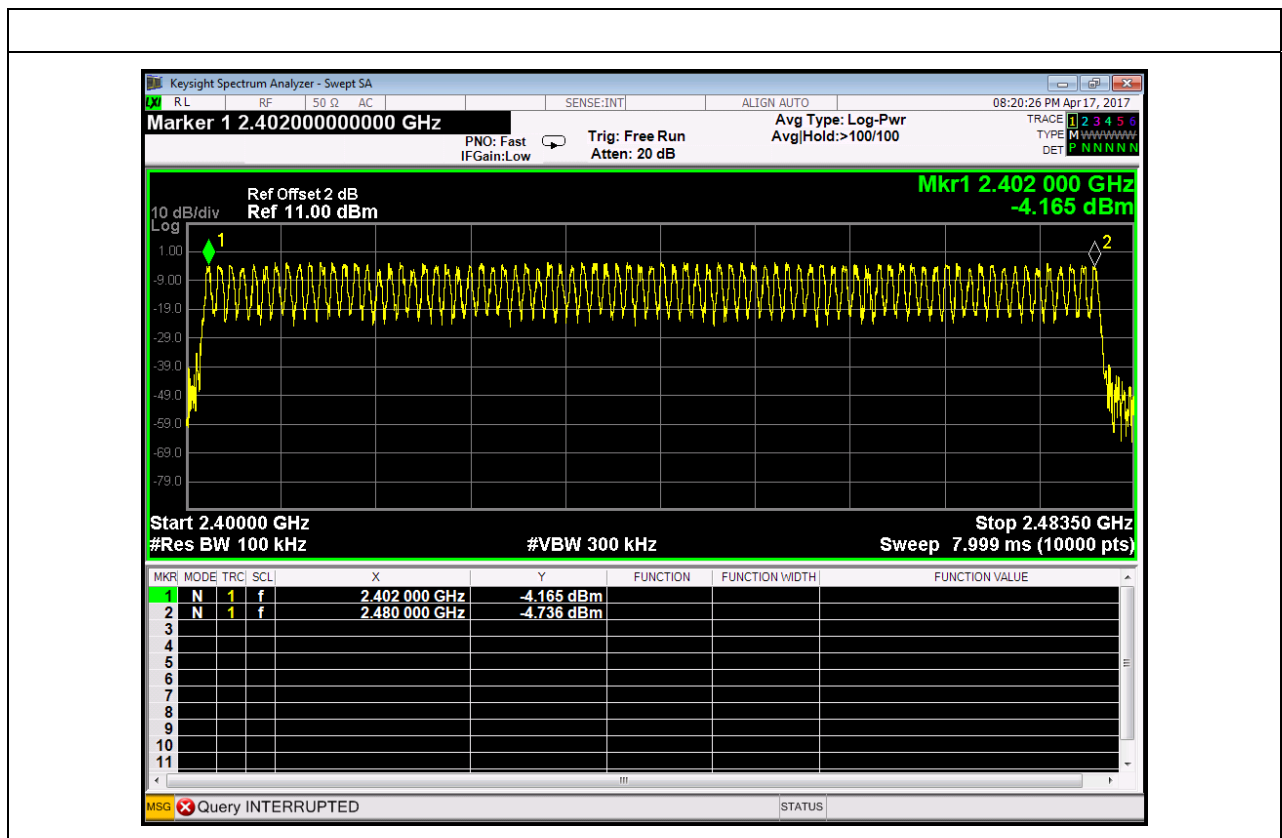 Keysight Spectrum Analyzer - Swept SA
LXI RL RF 50 Ω AC SENSE:INT ALIGN AUTO 08:20:26 PM Apr 17, 2017
Marker 1 2.402000000000 GHz
PNO: Fast
IFGain:Low
Trig: Free Run
Atten: 20 dB
Avg Type: Log-Pwr
Avg|Hold:>100/100
TRACE 1 2 3 4 5 6
TYPE M WWWWW
DET P N N N N N
Mkr1 2.402 000 GHz
-4.165 dBm
Ref Offset 2 dB
10 dB/div Ref 11.00 dBm
Log
1
2
1.00
-9.00
-19.0
-29.0
-39.0
-49.0
-59.0
-69.0
-79.0
Start 2.40000 GHz Stop 2.48350 GHz
#Res BW 100 kHz #VBW 300 kHz Sweep 7.999 ms (10000 pts)
MKR MODE TRC SCL X Y FUNCTION FUNCTION WIDTH FUNCTION VALUE
1 N 1 f 2.402 000 GHz -4.165 dBm
2 N 1 f 2.480 000 GHz -4.736 dBm
3
4
5
6
7
8
9
10
11
MSG Query INTERRUPTED STATUS